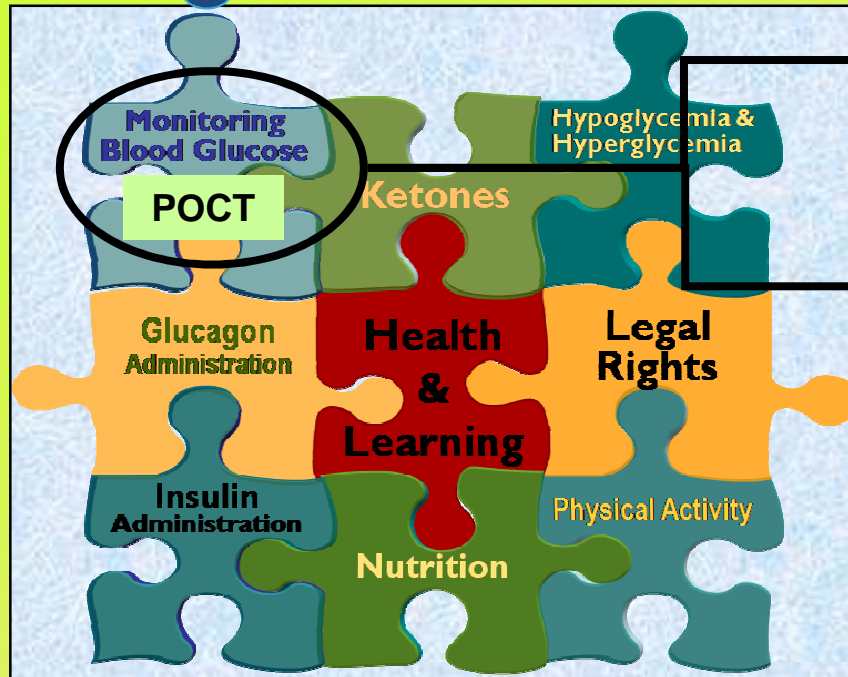 Monitoring
Blood Glucose
POCT
Ketones
Hypoglycemia &
Hyperglycemia
Glucagon
Administration
Health
&
Learning
Legal
Rights
Insulin
Administration
Nutrition
Physical Activity